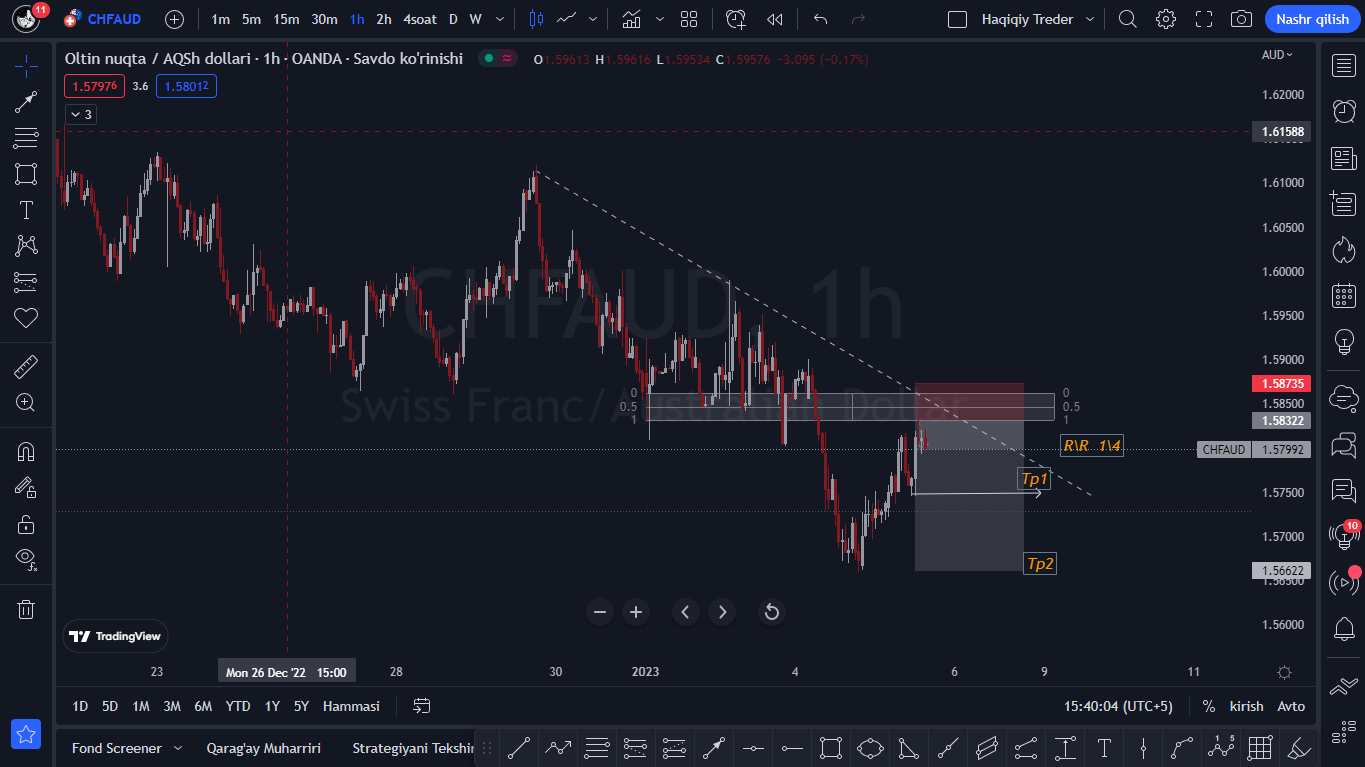 11
CHFAUD
1m 5m 15m 30m 1h 2h 4soat D W
Haqiqiy Treder
Nashr qilish
Oltin nuqta / AQSh dollari · 1h · OANDA · Savdo ko'rinishi
O1.59613 H1.59616 L1.59534 C1.59576 -3.095 (-0.17%)
AUD
1.57976 3.6 1.58012
3
1.62000
1.61588
1.61000
1.60500
1.60000
1.59500
1.59000
1.58735
1.58500
1.58322
CHFAUD 1.57992
1.57500
1.57000
1.56622
1.56500
1.56000
CHFAUD, 1h
Swiss Franc/Australian Dollar
0 0
0.5 0.5
1 1
R\R 1\4
Tp1
Tp2
10
TradingView
23 Mon 26 Dec '22 15:00 28 30 2023 4 6 9 11
1D 5D 1M 3M 6M YTD 1Y 5Y Hammasi
15:40:04 (UTC+5) % kirish Avto
Fond Screener Qarag'ay Muharriri Strategiyani Tekshir
1 5